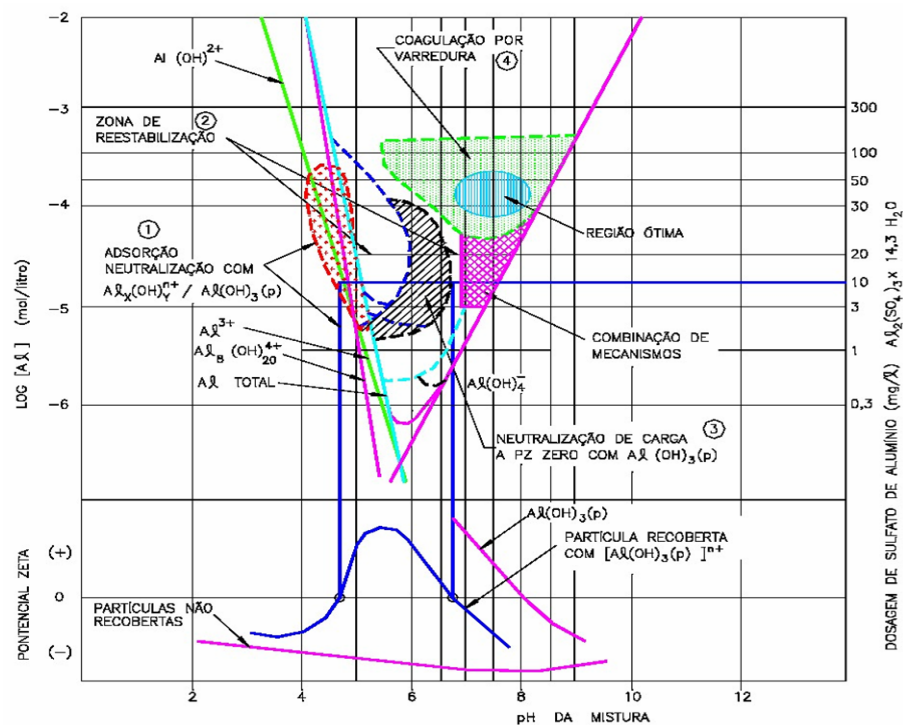 -2
Al (OH)2+
COAGULAÇÃO POR
VARREDURA 4
-3
300
ZONA DE 2
REESTABILIZAÇÃO
100
50
-4
30
REGIÃO ÓTIMA
1
ADSORÇÃO
NEUTRALIZAÇÃO COM
AℓX(OH)Yn+/ Aℓ(OH)3(p)
20
10
-5
3
Aℓ3+
COMBINAÇÃO DE
MECANISMOS
Aℓ8 (OH)204+
1
Aℓ TOTAL
Aℓ(OH)4−
-6
0,3
NEUTRALIZAÇÃO DE CARGA 3
A PZ ZERO COM Aℓ (OH)3(p)
LOG [Aℓ] (mol/litro)
DOSAGEM DE SULFATO DE ALUMÍNIO (mg/ℓ) Aℓ2(SO4)3x 14,3 H2O
Aℓ(OH)3(p)
PARTÍCULA RECOBERTA
COM [Aℓ(OH)3(p) ]n+
(+)
0
PARTÍCULAS NÃO
RECOBERTAS
(−)
PONTENCIAL ZETA
2
4
6
7
8
10
12
pH DA MISTURA